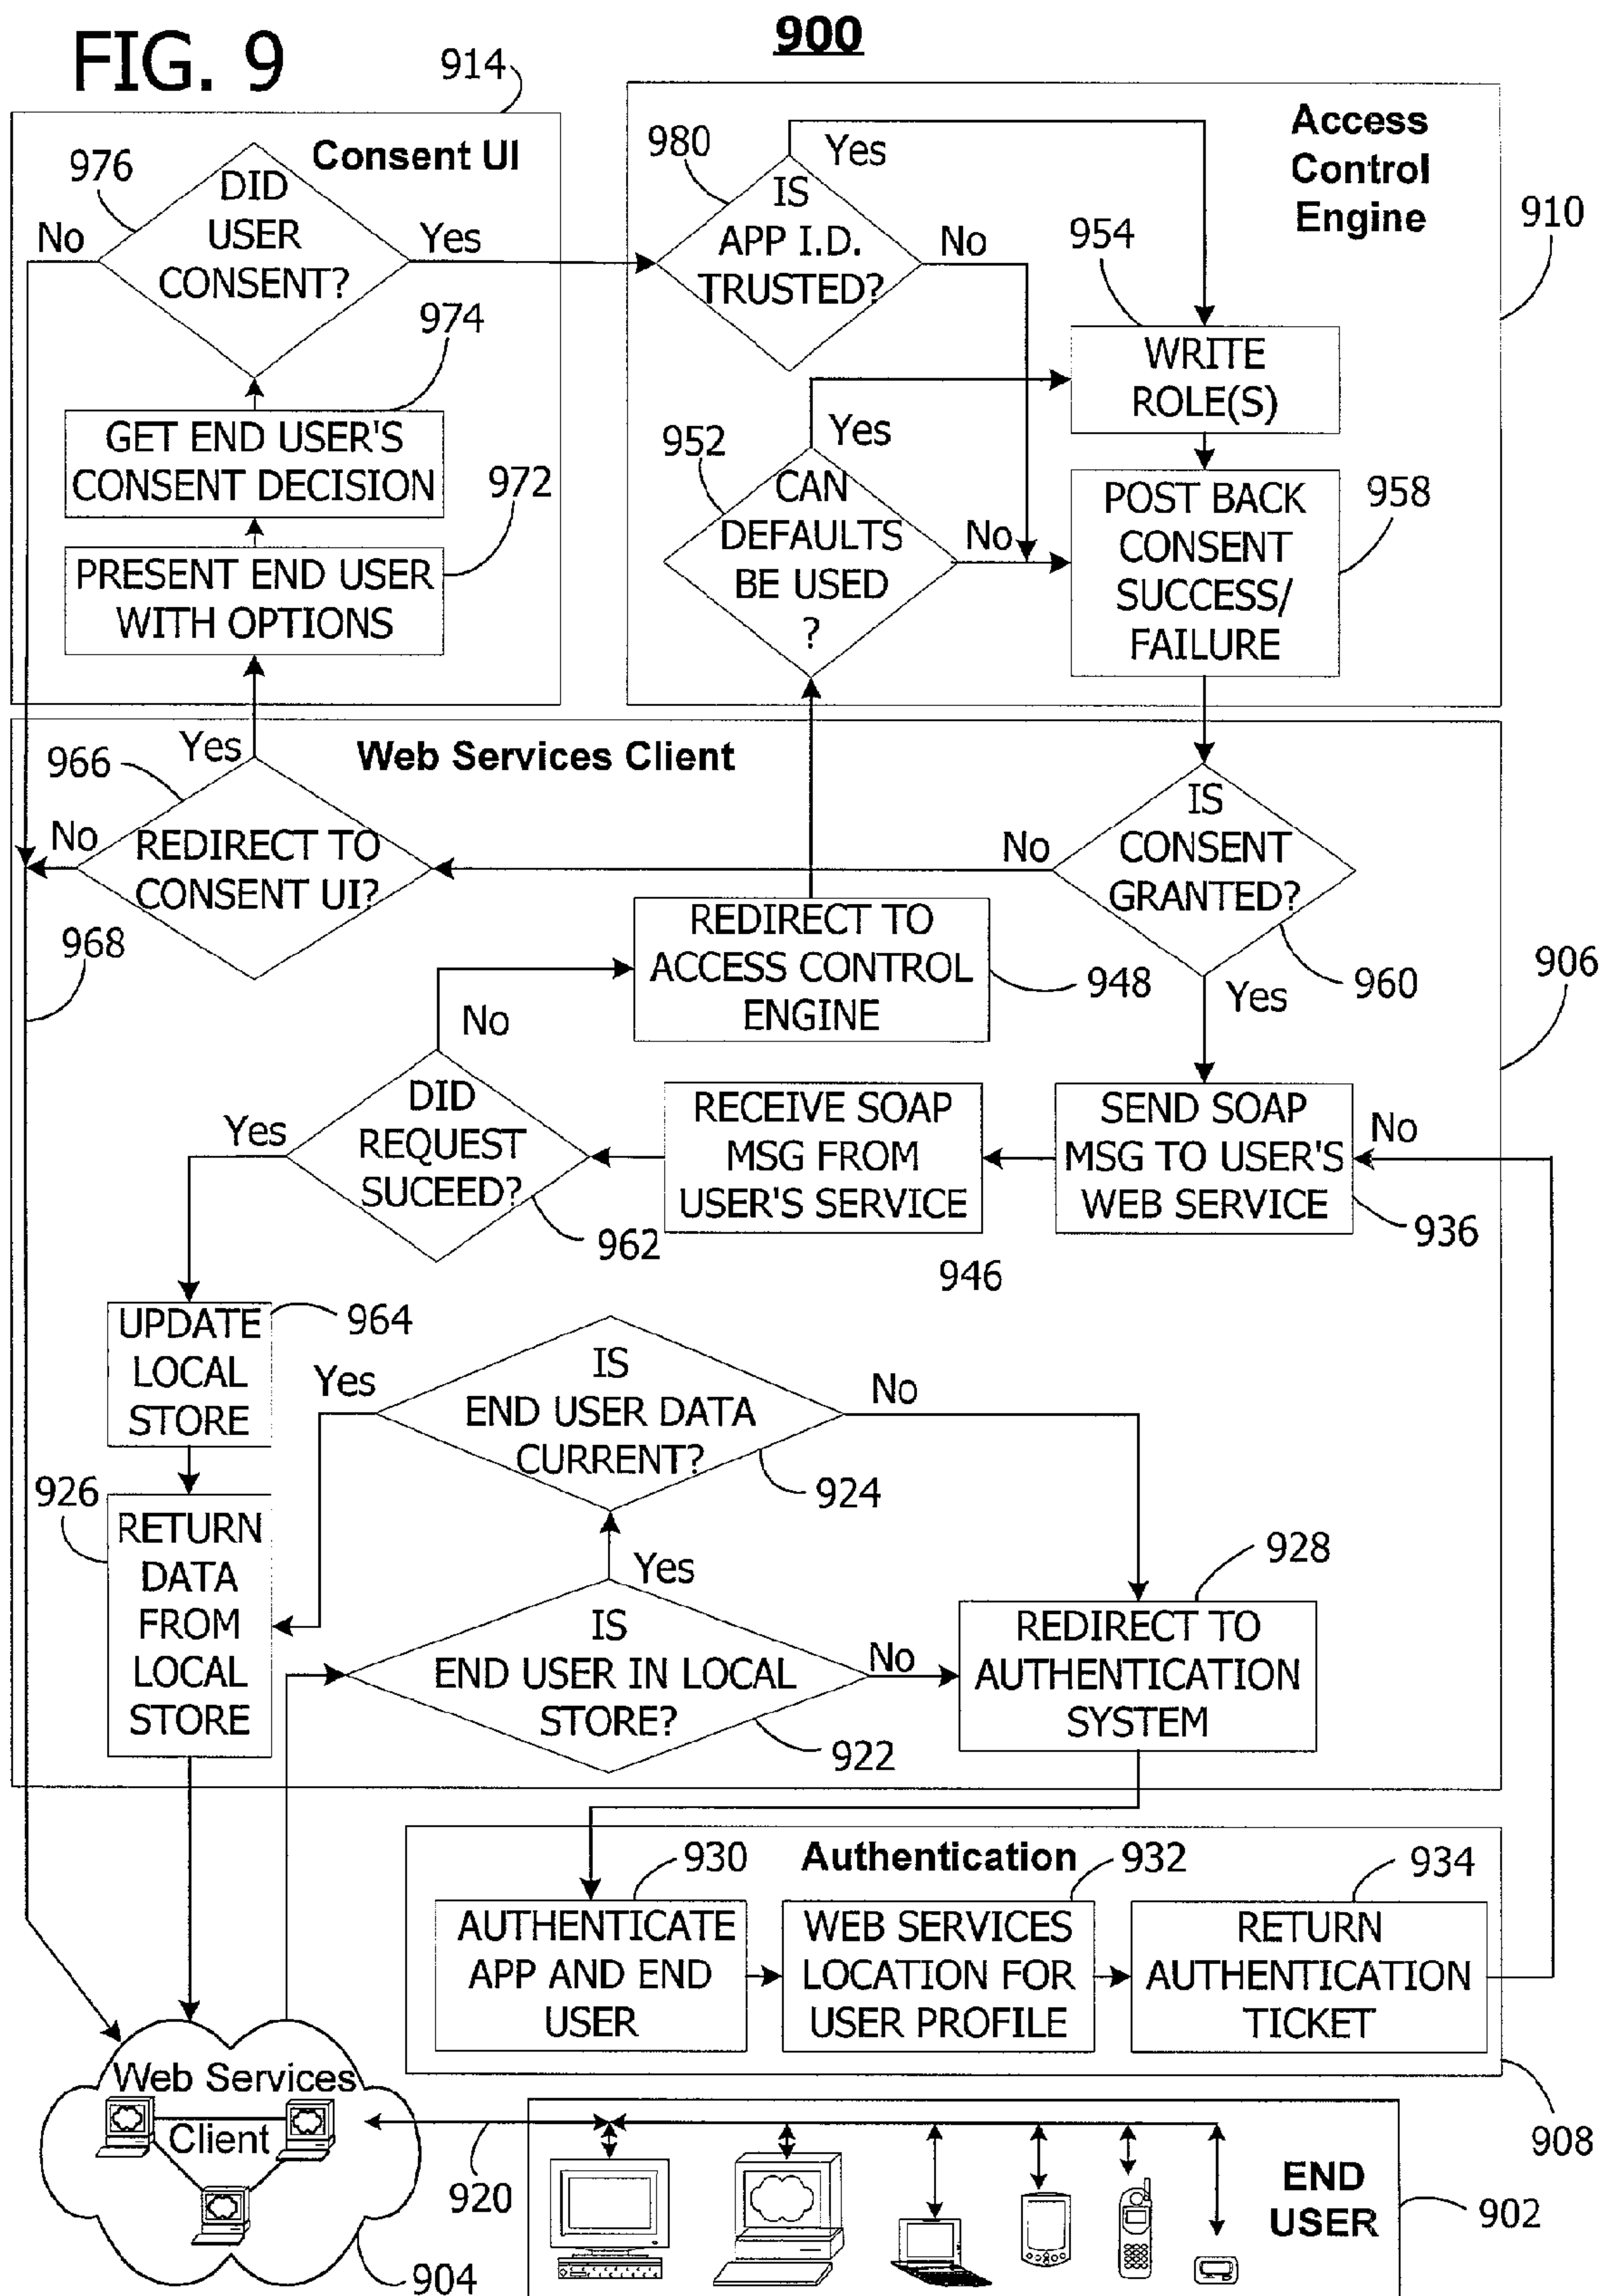 FIG. 9
900
914
Consent UI
976
DID
USER
CONSENT?
No
Yes
974
GET END USER'S
CONSENT DECISION
972
PRESENT END USER
WITH OPTIONS
Access
Control
Engine
910
980
Yes
IS
APP I.D.
TRUSTED?
No
954
WRITE
ROLE(S)
952
Yes
CAN
DEFAULTS
BE USED
?
No
POST BACK
CONSENT
SUCCESS/
FAILURE
958
Web Services Client
966
Yes
No
REDIRECT TO
CONSENT UI?
968
No
IS
CONSENT
GRANTED?
960
Yes
906
REDIRECT TO
ACCESS CONTROL
ENGINE
948
No
DID
REQUEST
SUCEED?
Yes
962
RECEIVE SOAP
MSG FROM
USER'S SERVICE
946
SEND SOAP
MSG TO USER'S
WEB SERVICE
No
936
UPDATE
LOCAL
STORE
964
Yes
IS
END USER DATA
CURRENT?
No
924
926
RETURN
DATA
FROM
LOCAL
STORE
Yes
IS
END USER IN LOCAL
STORE?
No
922
928
REDIRECT TO
AUTHENTICATION
SYSTEM
930
Authentication
932
934
AUTHENTICATE
APP AND END
USER
WEB SERVICES
LOCATION FOR
USER PROFILE
RETURN
AUTHENTICATION
TICKET
908
Web Services
Client
920
904
END
USER
902